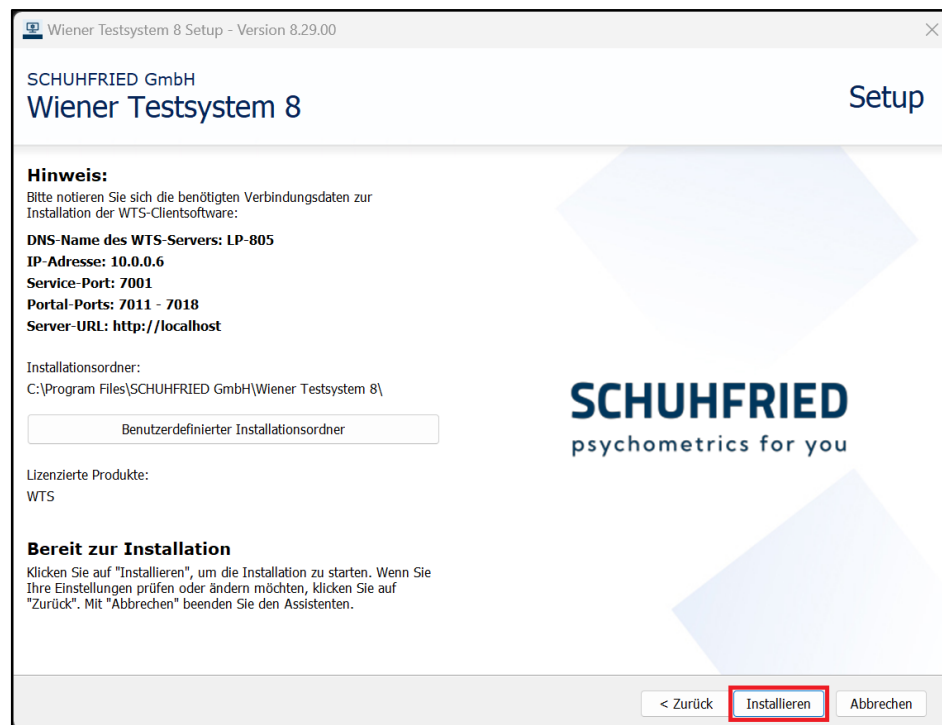 Wiener Testsystem 8 Setup - Version 8.29.00
SCHUHFRIED GmbH
Wiener Testsystem 8
Setup
Hinweis:
Bitte notieren Sie sich die benötigten Verbindungsdaten zur
Installation der WTS-Clientsoftware:
DNS-Name des WTS-Servers: LP-805
IP-Adresse: 10.0.0.6
Service-Port: 7001
Portal-Ports: 7011 - 7018
Server-URL: http://localhost
Installationsordner:
C:\Program Files\SCHUHFRIED GmbH\Wiener Testsystem 8\
Benutzerdefinierter Installationsordner
Lizenzierte Produkte:
WTS
Bereit zur Installation
Klicken Sie auf "Installieren", um die Installation zu starten. Wenn Sie
Ihre Einstellungen prüfen oder ändern möchten, klicken Sie auf
"Zurück". Mit "Abbrechen" beenden Sie den Assistenten.
SCHUHFRIED
psychometrics for you
< Zurück
Installieren
Abbrechen